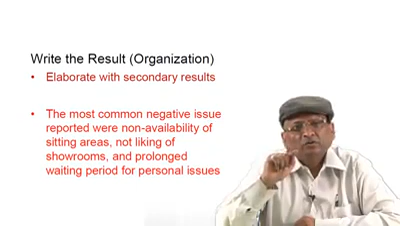 Write the Result (Organization)
• Elaborate with secondary results
• The most common negative issue
reported were non-availability of
sitting areas, not liking of
showrooms, and prolonged
waiting period for personal issues